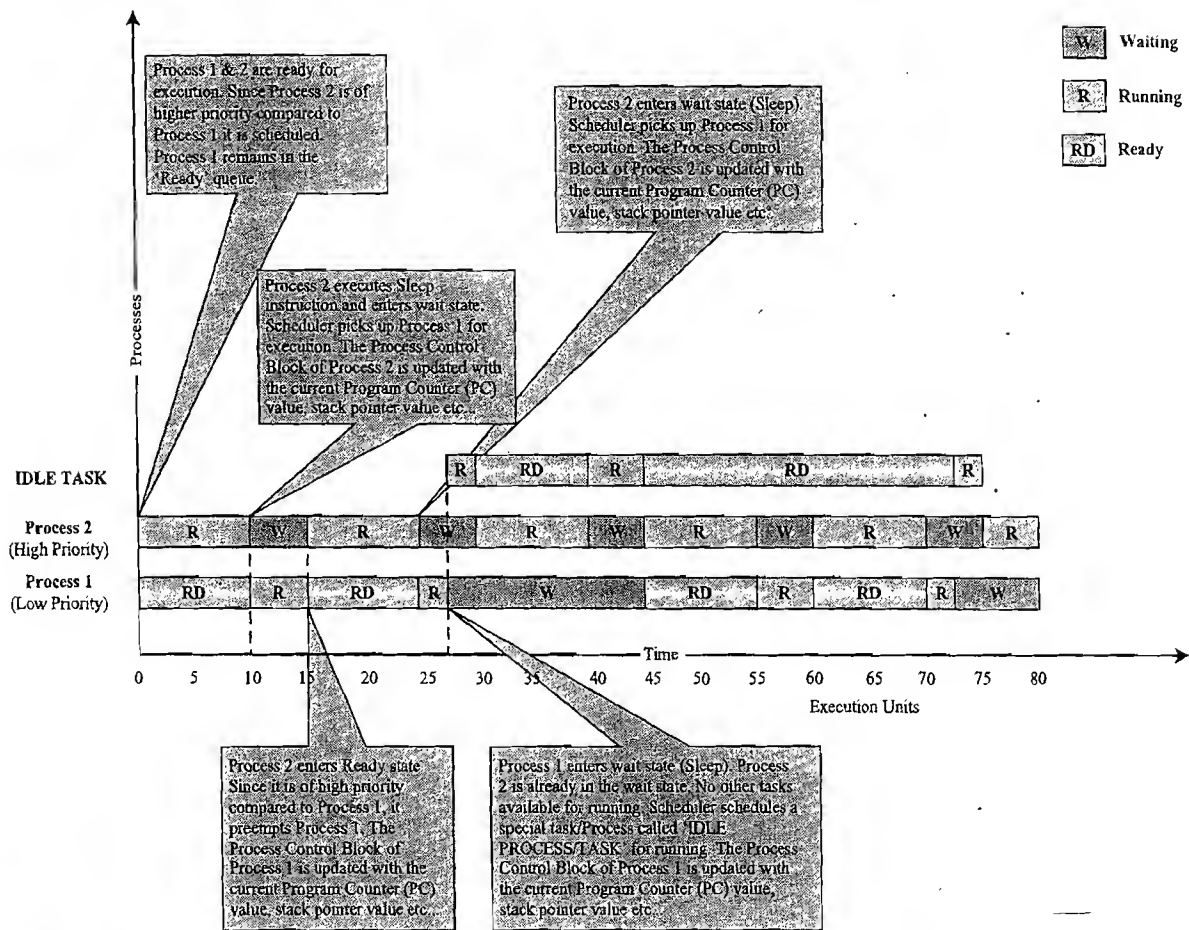 Process 1 & 2 are ready for
execution. Since Process 2 is of
higher priority compared to
Process 1 it is scheduled.
Process 1 remains in the
'Ready' queue.
Process 2 enters wait state (Sleep).
Scheduler picks up Process 1 for
execution. The Process Control
Block of Process 2 is updated with
the current Program Counter (PC)
value, stack pointer value etc..
W Waiting
R Running
RD Ready
Process 2 executes Sleep
instruction and enters wait state.
Scheduler picks up Process 1 for
execution. The Process Control
Block of Process 2 is updated with
the current Program Counter (PC)
value, stack pointer value etc...
Processes
IDLE TASK
R RD R RD R
Process 2
(High Priority)
R W R W R W R W R W R
Process 1
(Low Priority)
RD R RD R W RD R RD R W
Time
0 5 10 15 20 25 27 30 35 40 45 50 55 60 65 70 75 80
Execution Units
Process 2 enters Ready state
Since it is of high priority
compared to Process 1, it
preempts Process 1. The
Process Control Block of
Process 1 is updated with the
current Program Counter (PC)
value, stack pointer value etc...
Process 1 enters wait state (Sleep). Process
2 is already in the wait state. No other tasks
available for running. Scheduler schedules a
special task/Process called 'IDLE
PROCESS/TASK' for running. The Process
Control Block of Process 1 is updated with
the current Program Counter (PC) value,
stack pointer value etc...